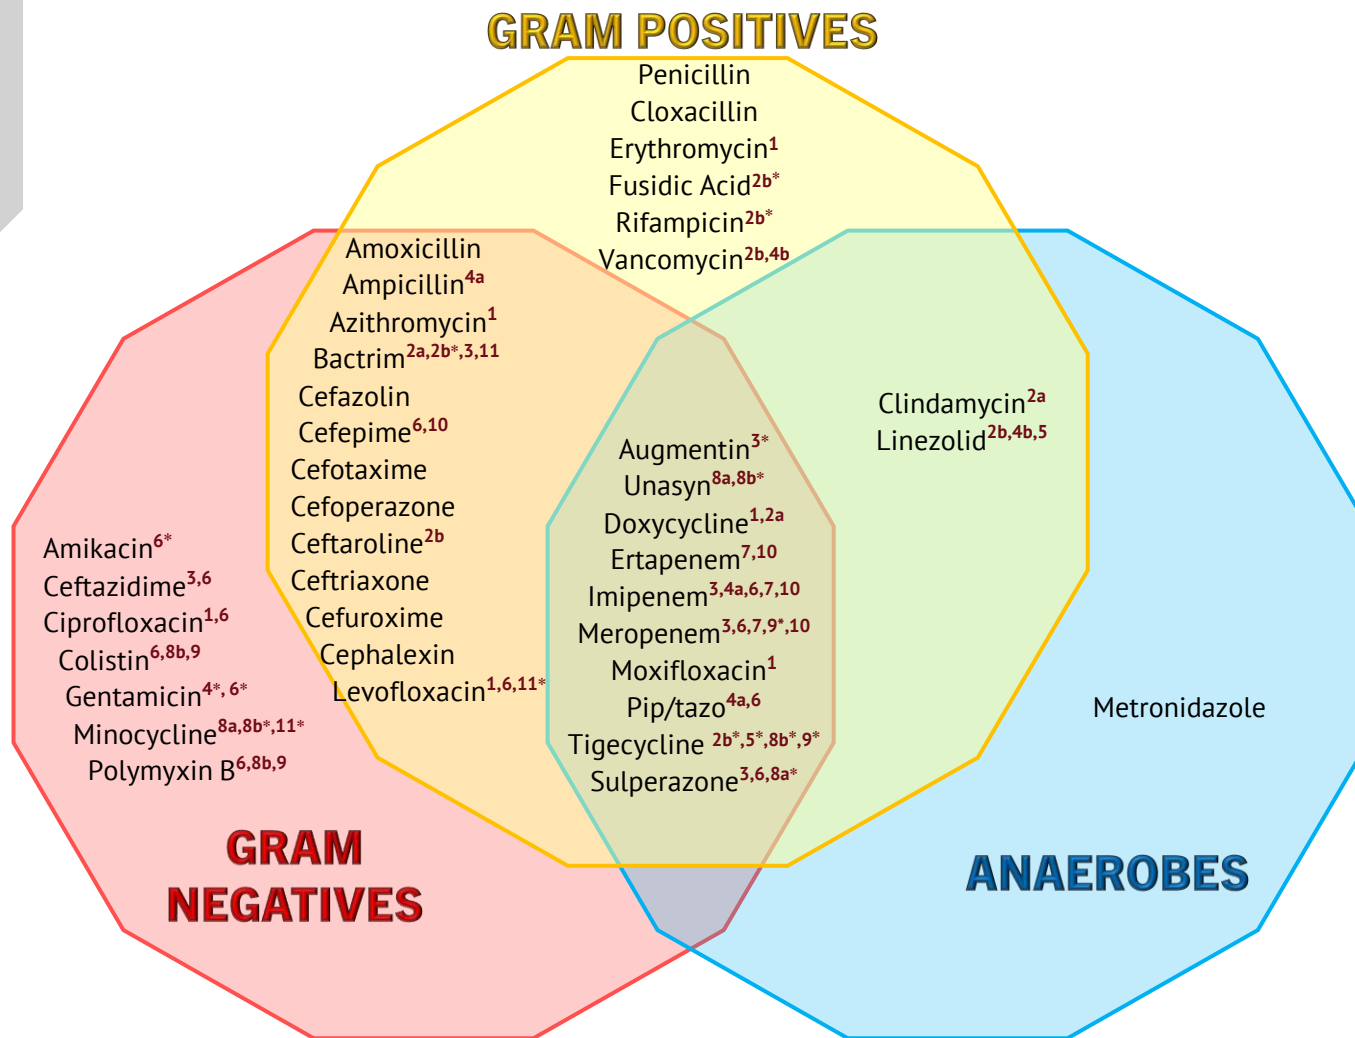 GRAM POSITIVES
Penicillin
Cloxacillin
Erythromycin1
Fusidic Acid2b*
Rifampicin2b*
Vancomycin2b,4b
Amoxicillin
Ampicillin4a
Azithromycin1
Bactrim2a,2b*,3,11
Cefazolin
Cefepime6,10
Cefotaxime
Cefoperazone
Ceftaroline2b
Ceftriaxone
Cefuroxime
Cephalexin
Levofloxacin1,6,11*
Clindamycin2a
Linezolid2b,4b,5
Augmentin3*
Unasyn8a,8b*
Doxycycline1,2a
Ertapenem7,10
Imipenem3,4a,6,7,10
Meropenem3,6,7,9*,10
Moxifloxacin1
Pip/tazo4a,6
Tigecycline 2b*,5*,8b*,9*
Sulperazone3,6,8a*
Amikacin6*
Ceftazidime3,6
Ciprofloxacin1,6
Colistin6,8b,9
Gentamicin4*, 6*
Minocycline8a,8b*,11*
Polymyxin B6,8b,9
Metronidazole
GRAM
NEGATIVES
ANAEROBES